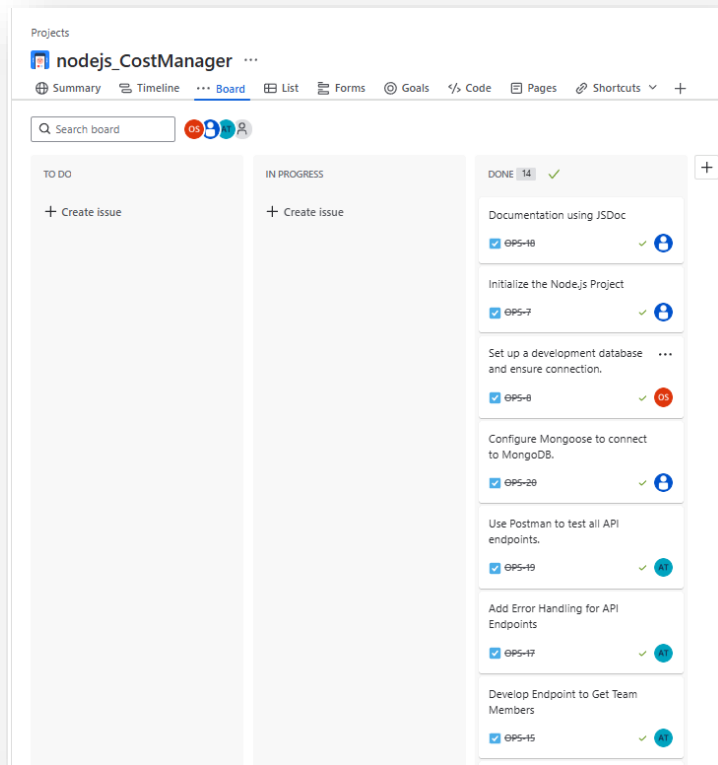 Projects
nodejs_CostManager
Summary
Timeline
Board
List
Forms
Goals
Code
Pages
Shortcuts
Search board
OS
AT
TO DO
Create issue
IN PROGRESS
Create issue
DONE 14
Documentation using JSDoc
OPS-18
Initialize the Node.js Project
OPS-7
Set up a development database
and ensure connection.
OPS-8
OS
Configure Mongoose to connect
to MongoDB.
OPS-20
Use Postman to test all API
endpoints.
OPS-19
AT
Add Error Handling for API
Endpoints
OPS-17
AT
Develop Endpoint to Get Team
Members
OPS-15
AT